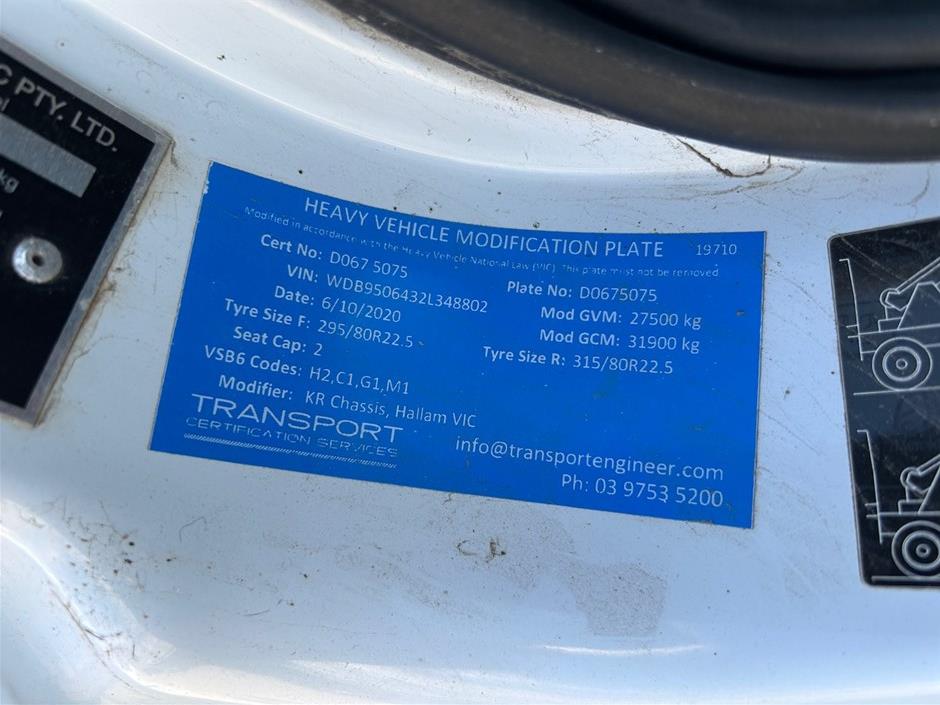 C PTY. LTD.
kg
HEAVY VEHICLE MODIFICATION PLATE 19710
Modified in accordance with the Heavy Vehicle National Law (VIC). This plate must not be removed
Cert No: D067 5075 Plate No: D0675075
VIN: WDB9506432L348802 Mod GVM: 27500 kg
Date: 6/10/2020 Mod GCM: 31900 kg
Tyre Size F: 295/80R22.5 Tyre Size R: 315/80R22.5
Seat Cap: 2
VSB6 Codes: H2,C1,G1,M1
Modifier: KR Chassis, Hallam VIC
TRANSPORT
CERTIFICATION SERVICES
info@transportengineer.com
Ph: 03 9753 5200